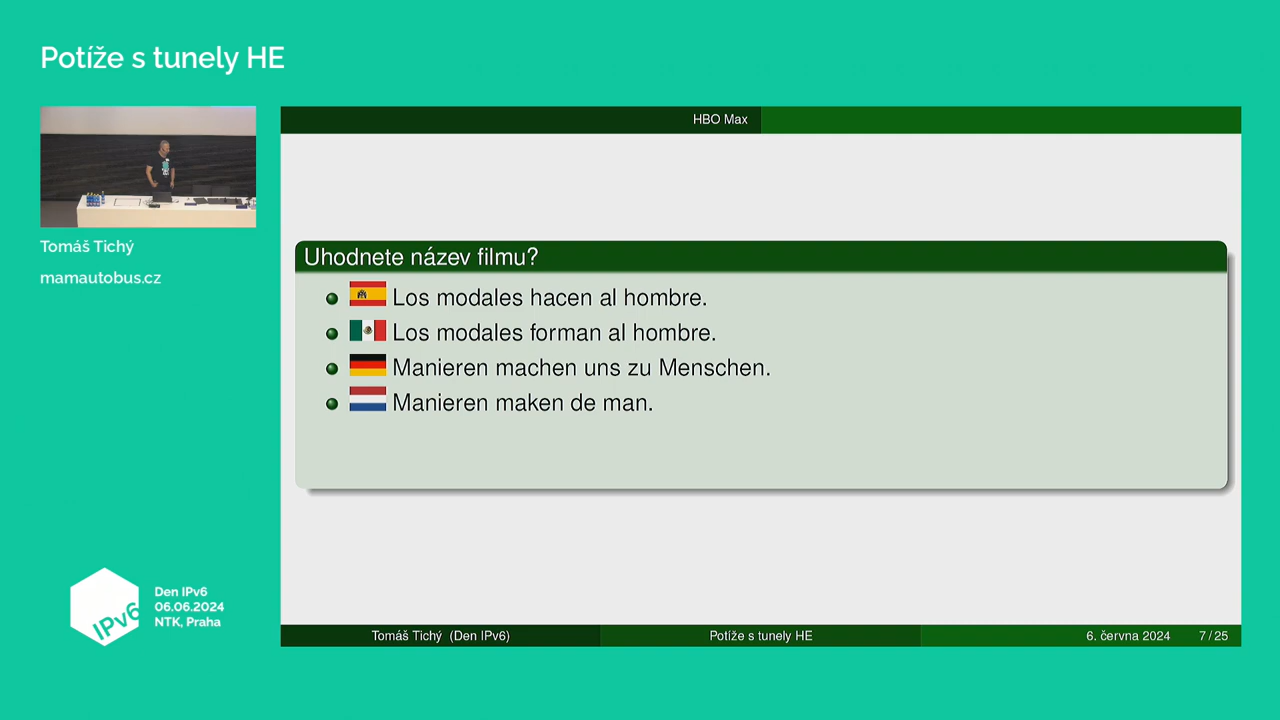 Potíže s tunely HE
HBO Max
Tomáš Tichý
mamautobus.cz
Uhodnete název filmu?
Los modales hacen al hombre.
Los modales forman al hombre.
Manieren machen uns zu Menschen.
Manieren maken de man.
IPv6
Den IPv6
06.06.2024
NTK, Praha
Tomáš Tichý (Den IPv6)
Potíže s tunely HE
6. června 2024
7 / 25